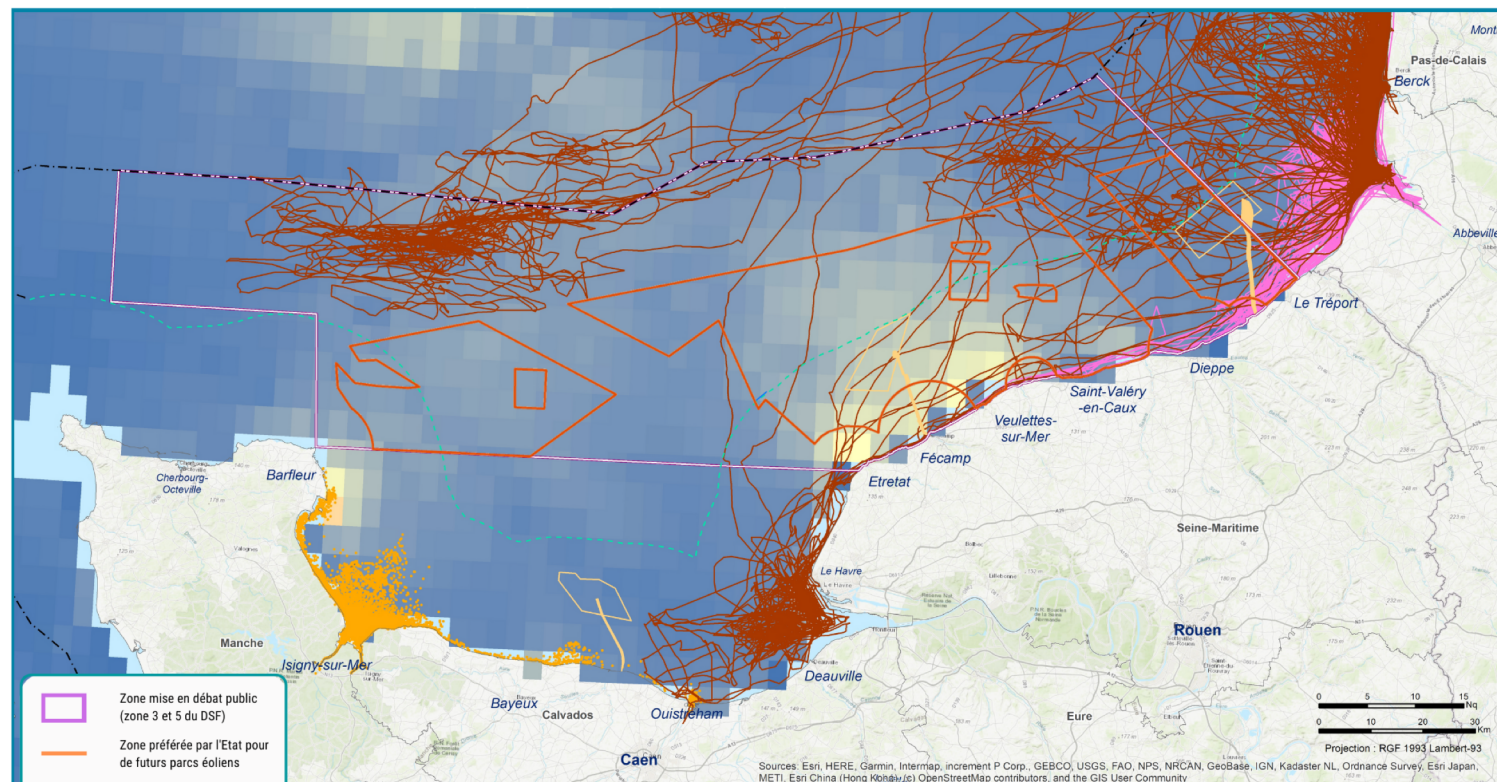 Mont
Pas-de-Calais
Berck
Abbeville
Le Tréport
Dieppe
Saint-Valéry
-en-Caux
Veulettes-
sur-Mer
Fécamp
Etretat
Barfleur
Cherbourg-
Octeville
Seine-Maritime
Le Havre
Rouen
Manche
Isigny-sur-Mer
Deauville
Bayeux
Bayeux
Calvados
Ouistreham
Eure
Caen
Zone mise en débat public
(zone 3 et 5 du DSF)
Zone préférée par l'Etat pour
de futurs parcs éoliens
0 5 10 15
Nq
0 10 20 30
Km
Projection : RGF 1993 Lambert-93
Sources: Esri, HERE, Garmin, Intermap, increment P Corp., GEBCO, USGS, FAO, NPS, NRCAN, GeoBase, IGN, Kadaster NL, Ordnance Survey, Esri Japan,
METI, Esri China (Hong Kong), (c) OpenStreetMap contributors, and the GIS User Community